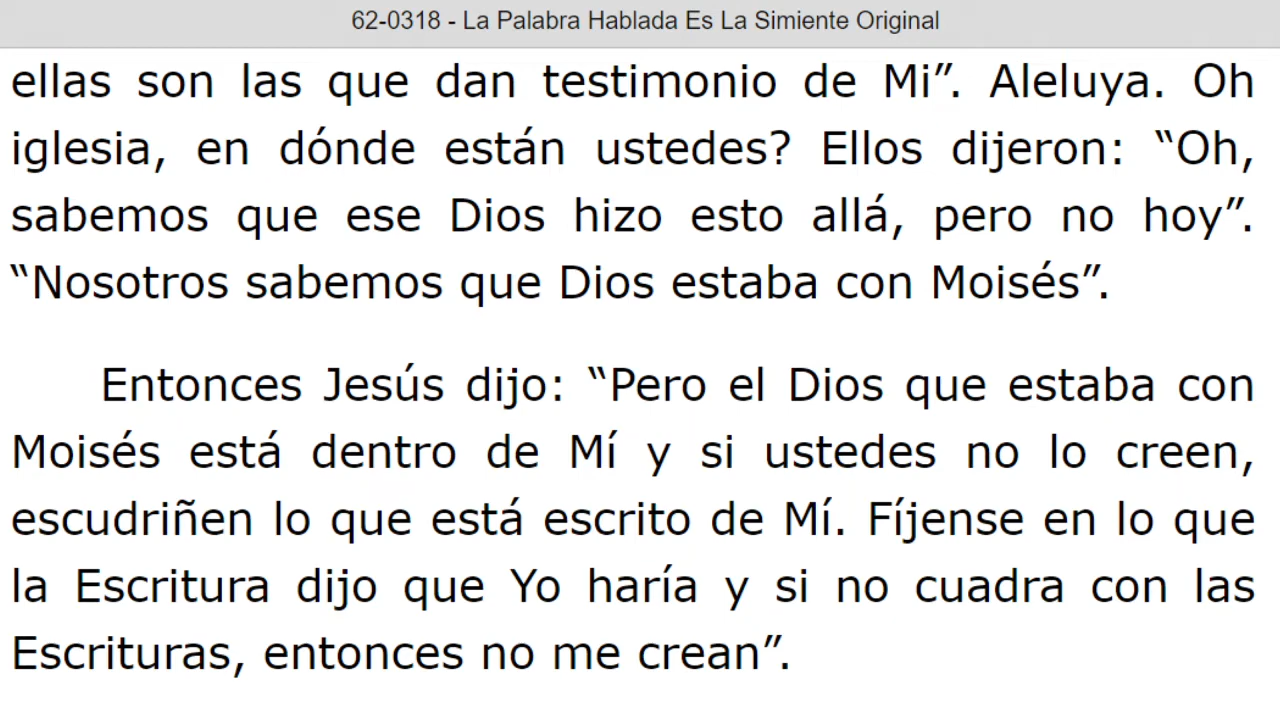 62-0318 - La Palabra Hablada Es La Simiente Original
ellas son las que dan testimonio de Mi”. Aleluya. Oh
iglesia, en dónde están ustedes? Ellos dijeron: “Oh,
sabemos que ese Dios hizo esto allá, pero no hoy”.
“Nosotros sabemos que Dios estaba con Moisés”.
Entonces Jesús dijo: “Pero el Dios que estaba con
Moisés está dentro de Mí y si ustedes no lo creen,
escudriñen lo que está escrito de Mí. Fíjense en lo que
la Escritura dijo que Yo haría y si no cuadra con las
Escrituras, entonces no me crean”.